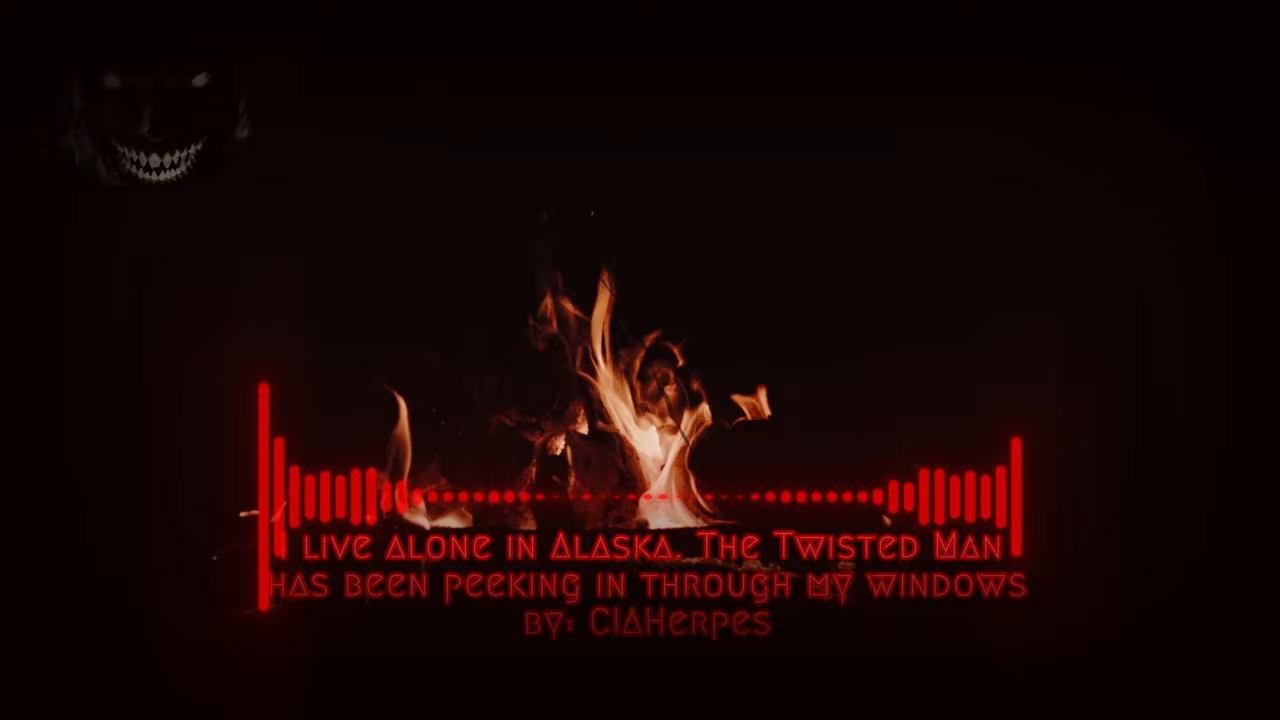 I live alone in Alaska. The Twisted Man
has been peeking in through my windows
by: CIAHerpes